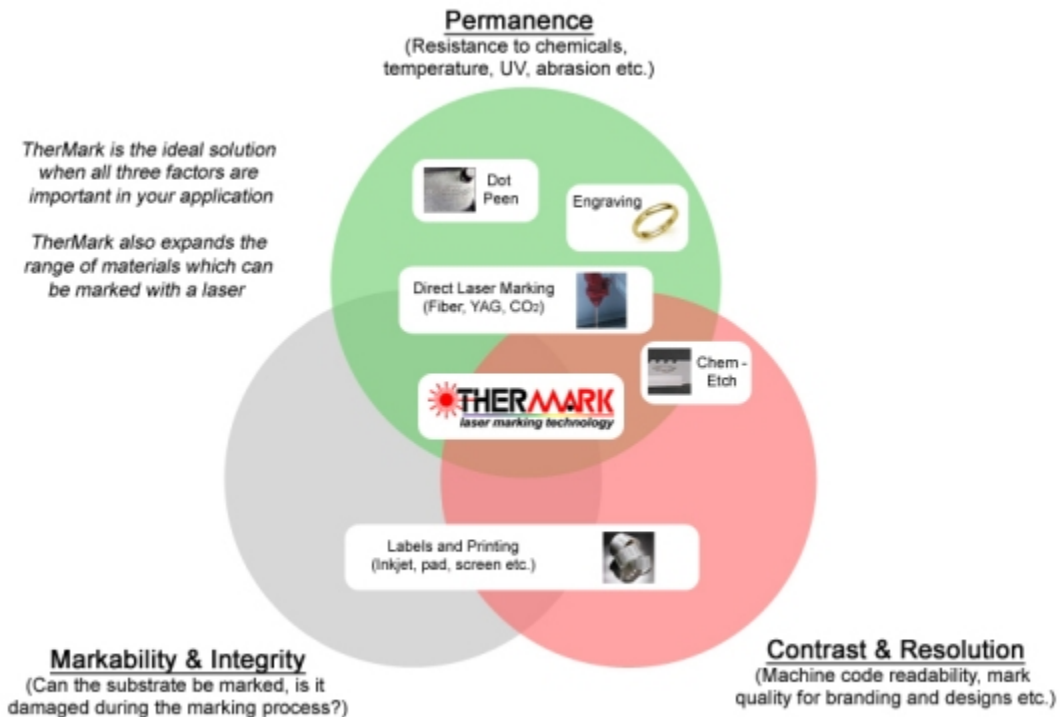 Permanence
(Resistance to chemicals,
temperature, UV, abrasion etc.)
TherMark is the ideal solution
when all three factors are
important in your application
TherMark also expands the
range of materials which can
be marked with a laser
Dot
Peen
Engraving
Direct Laser Marking
(Fiber, YAG, CO₂)
Chem -
Etch
THERMARK
laser marking technology
Labels and Printing
(Inkjet, pad, screen etc.)
Markability & Integrity
(Can the substrate be marked, is it
damaged during the marking process?)
Contrast & Resolution
(Machine code readability, mark
quality for branding and designs etc.)